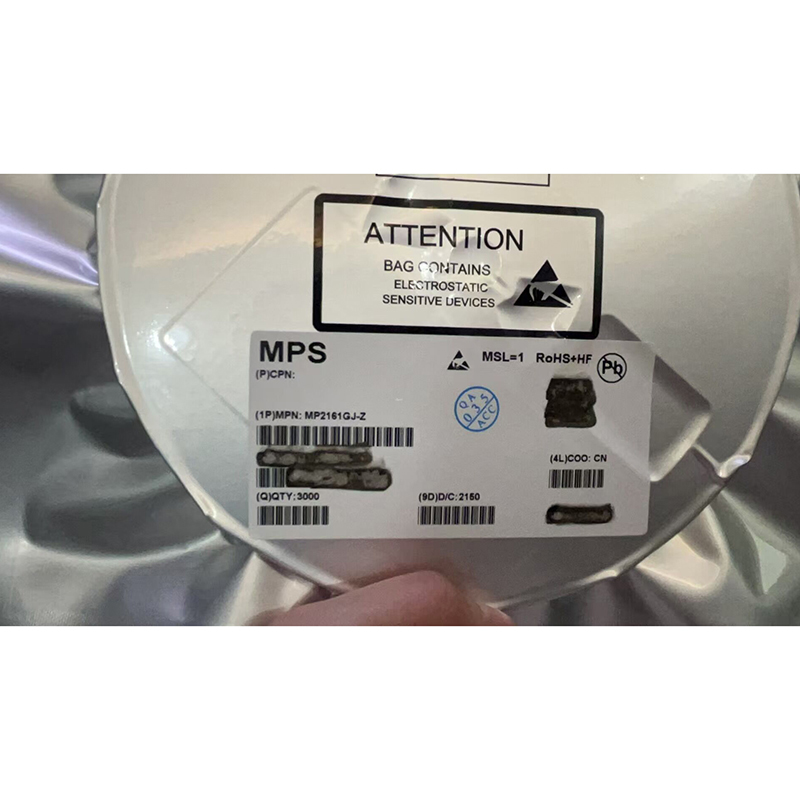 ATTENTION
BAG CONTAINS
ELECTROSTATIC
SENSITIVE DEVICES
MPS
MSL=1 RoHS+HF
Pb
(P)CPN:
(1P)MPN: MP2161GJ-Z
QA
035
ACC
(4L)COO: CN
(Q)QTY:3000
(9D)D/C:2150